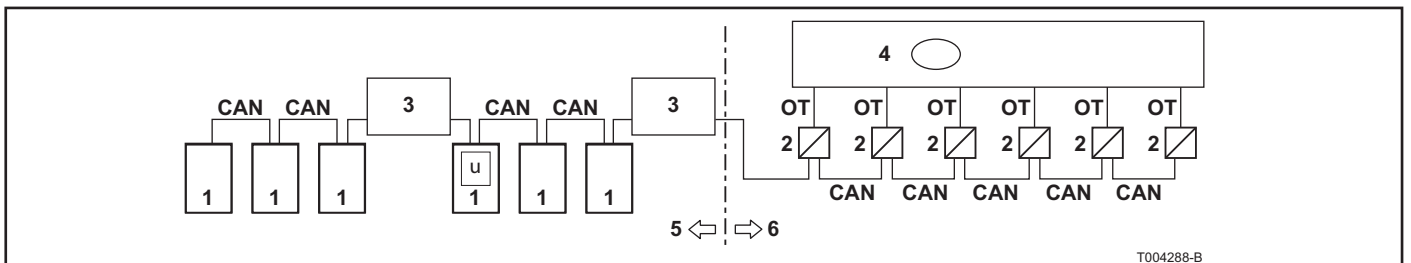 4
3
3
CAN CAN CAN CAN
OT OT OT OT OT OT
2 2 2 2 2 2
u
1 1 1 1 1 1
CAN CAN CAN CAN CAN
5 6
T004288-B